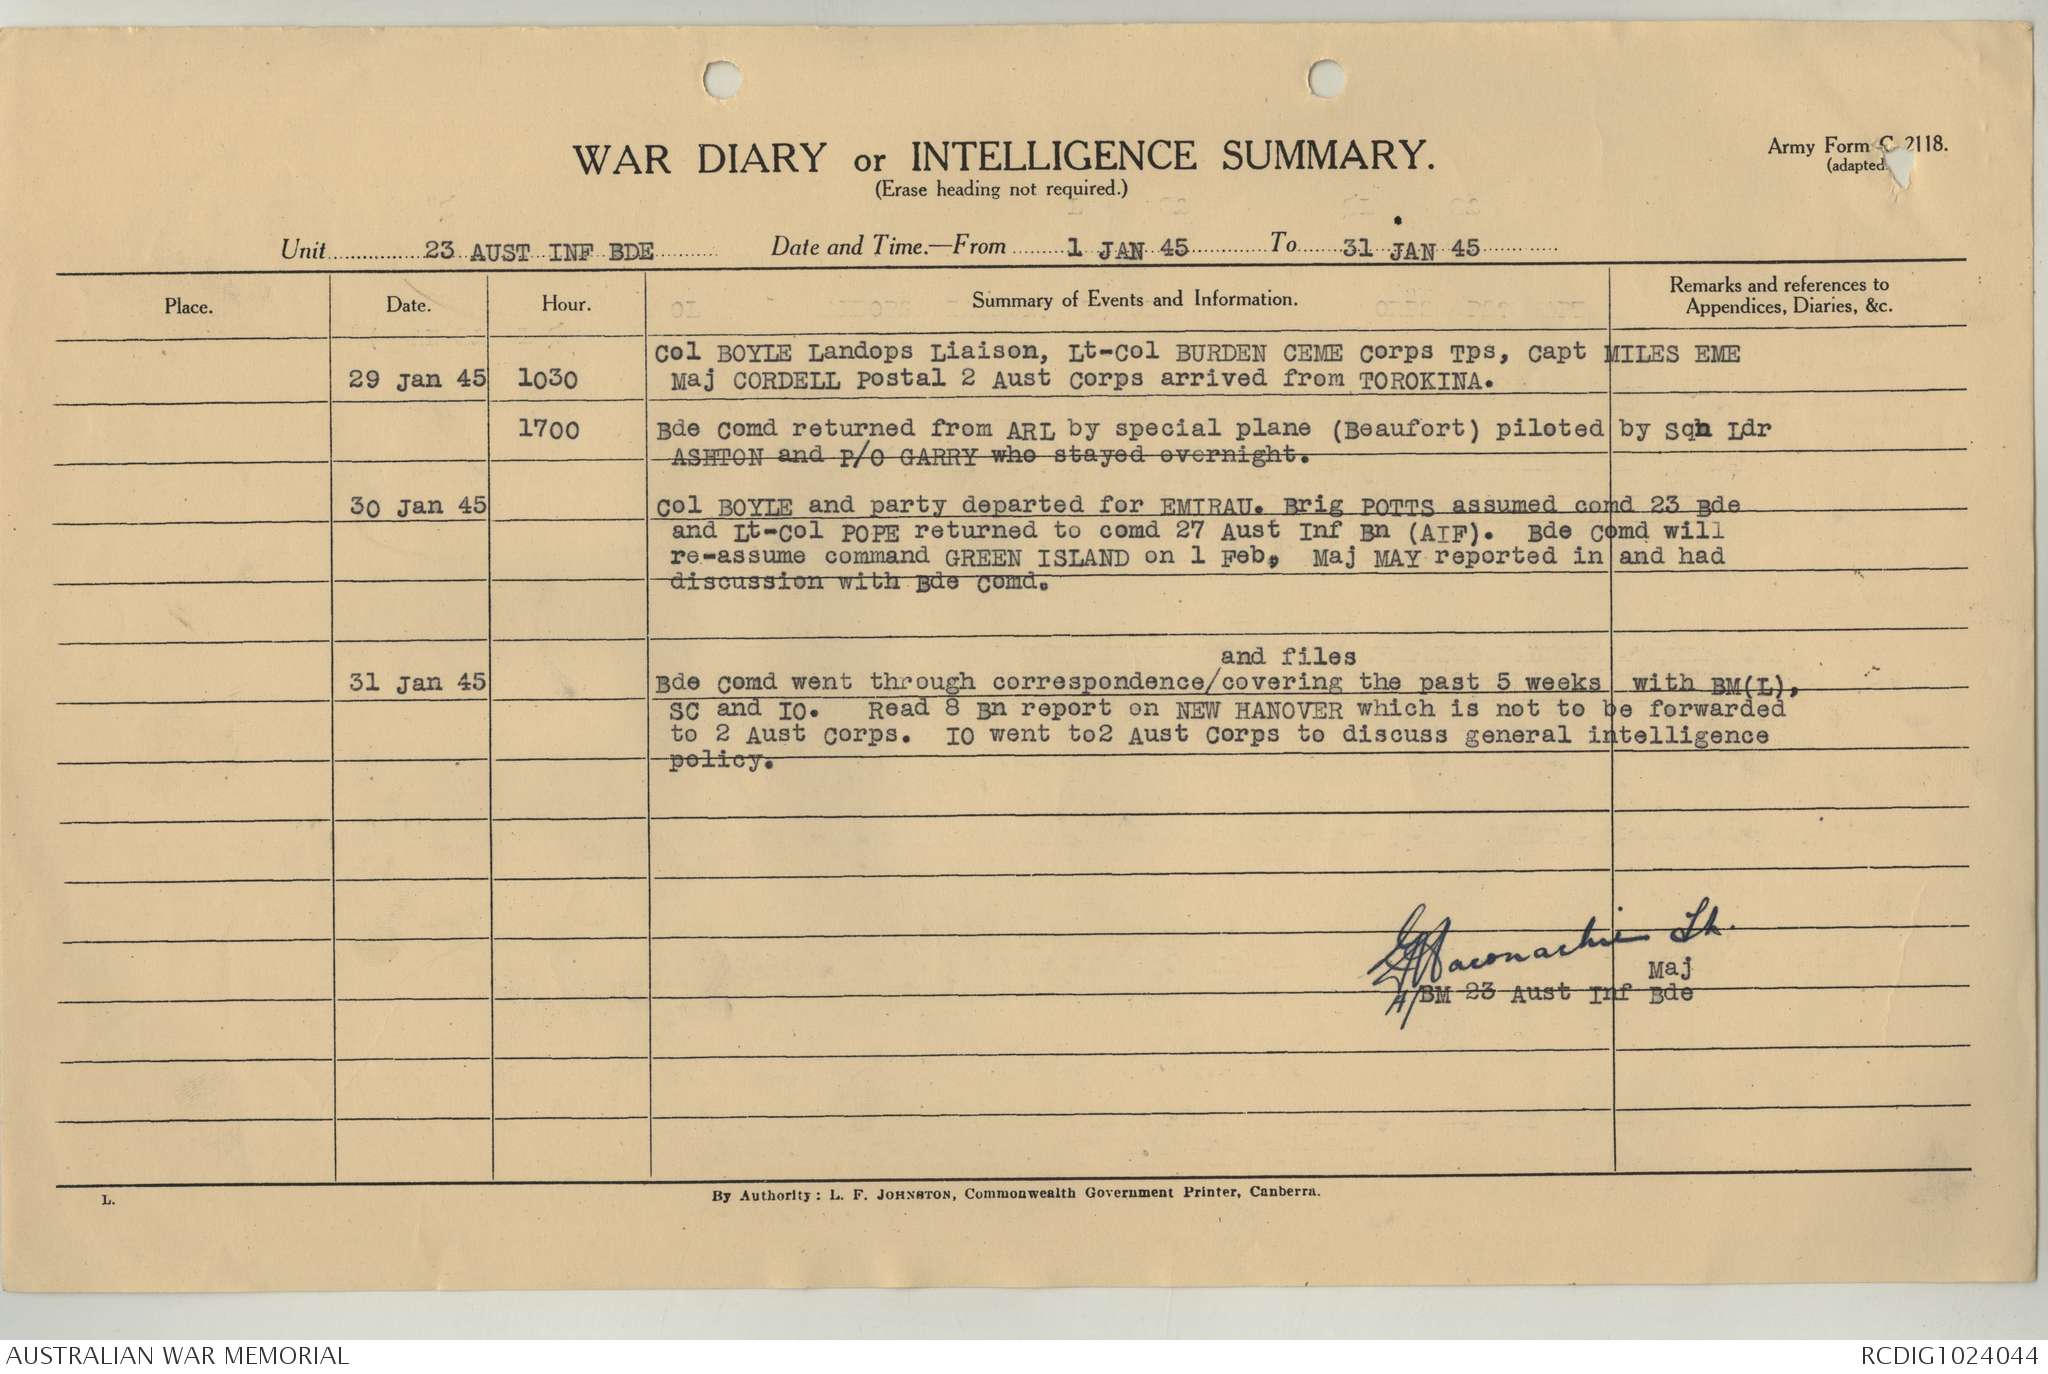 WAR DIARY or INTELLIGENCE SUMMARY.
(Erase heading not required.)
Army Form C 2118.
(adapted
Unit 23 AUST INF BDE Date and Time.—From 1 JAN 45 To 31 JAN 45
Place. Date. Hour. Summary of Events and Information. Remarks and references to
Appendices, Diaries, &c.
Col BOYLE Landops Liaison, Lt-Col BURDEN CEME Corps Tps, Capt MILES EME
29 Jan 45 1030 Maj CORDELL Postal 2 Aust Corps arrived from TOROKINA.
1700 Bde Comd returned from ARL by special plane (Beaufort) piloted by Sqn Ldr
ASHTON and P/O GARRY who stayed overnight.
30 Jan 45 Col BOYLE and party departed for EMIRAU. Brig POTTS assumed comd 23 Bde
and Lt-Col POPE returned to comd 27 Aust Inf Bn (AIF). Bde Comd will
re-assume command GREEN ISLAND on 1 Feb, Maj MAY reported in and had
discussion with Bde Comd.
and files
31 Jan 45 Bde Comd went through correspondence/covering the past 5 weeks with BM(L),
SC and IO. Read 8 Bn report on NEW HANOVER which is not to be forwarded
to 2 Aust Corps. IO went to2 Aust Corps to discuss general intelligence
policy.
Maconachie Lt.
Maj
A/BM 23 Aust Inf Bde
L.
By Authority: L. F. JOHNSTON, Commonwealth Government Printer, Canberra.
AUSTRALIAN WAR MEMORIAL
RCDIG1024044